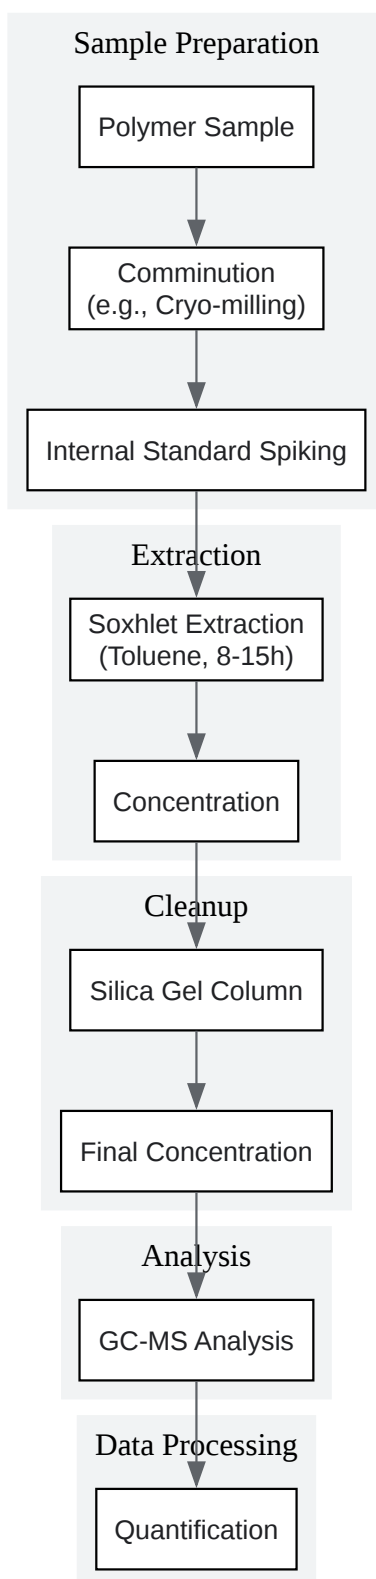 Sample Preparation
Polymer Sample
Comminution
(e.g., Cryo-milling)
Internal Standard Spiking
Extraction
Soxhlet Extraction
(Toluene, 8-15h)
Concentration
Cleanup
Silica Gel Column
Final Concentration
Analysis
GC-MS Analysis
Data Processing
Quantification